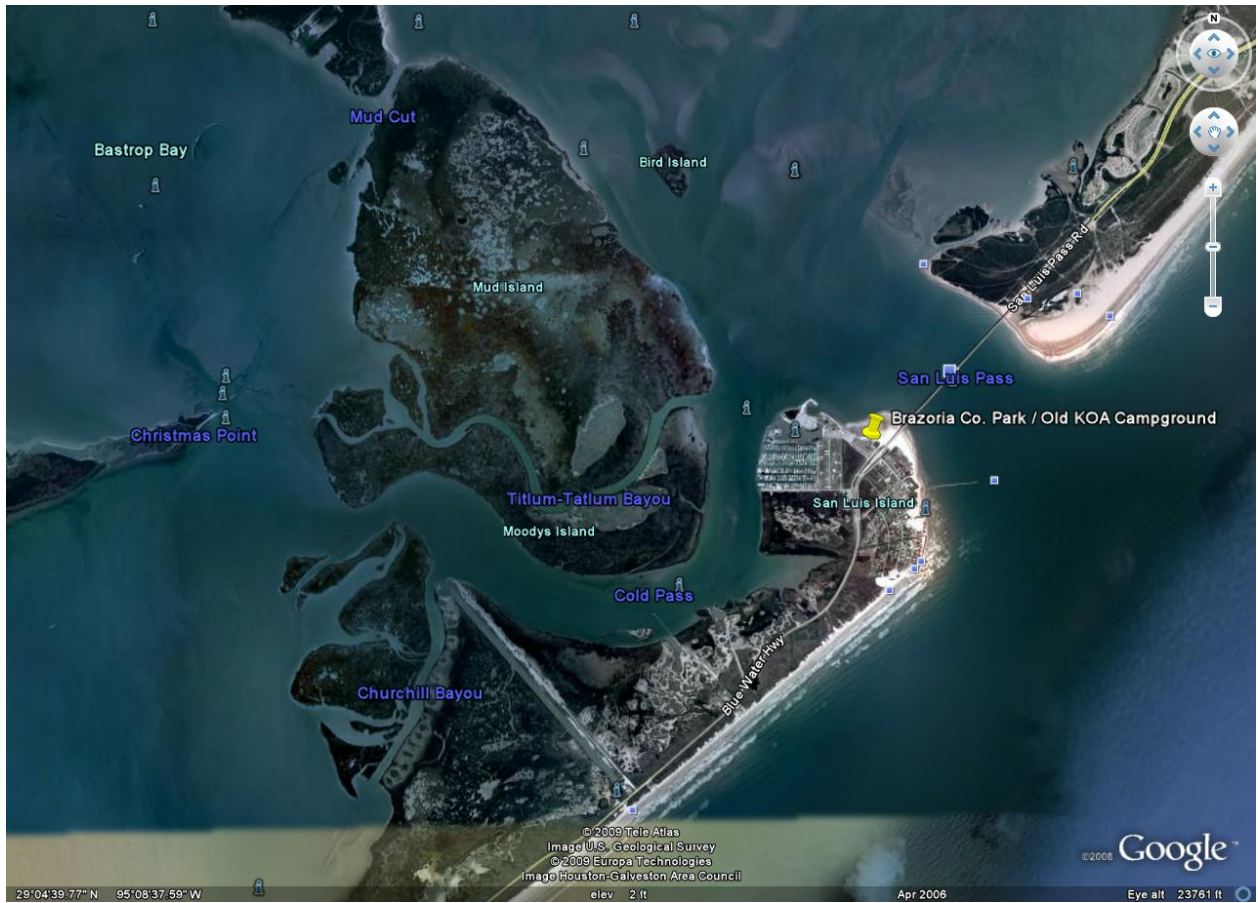 N
Mud Cut
Bastrop Bay
Bird Island
San Luis Pass Rd
Mud Island
San Luis Pass
Brazoria Co. Park / Old KOA Campground
Christmas Point
Titlum-Tatlum Bayou
San Luis Island
Moodys Island
Cold Pass
Blue Water Hwy
Churchill Bayou
© 2009 Tele Atlas
Image U.S. Geological Survey
© 2009 Europa Technologies
Image Houston-Galveston Area Council
©2008 Google™
29°04'39.77" N 95°08'37.59" W elev 2 ft Apr 2006 Eye alt 23761 ft